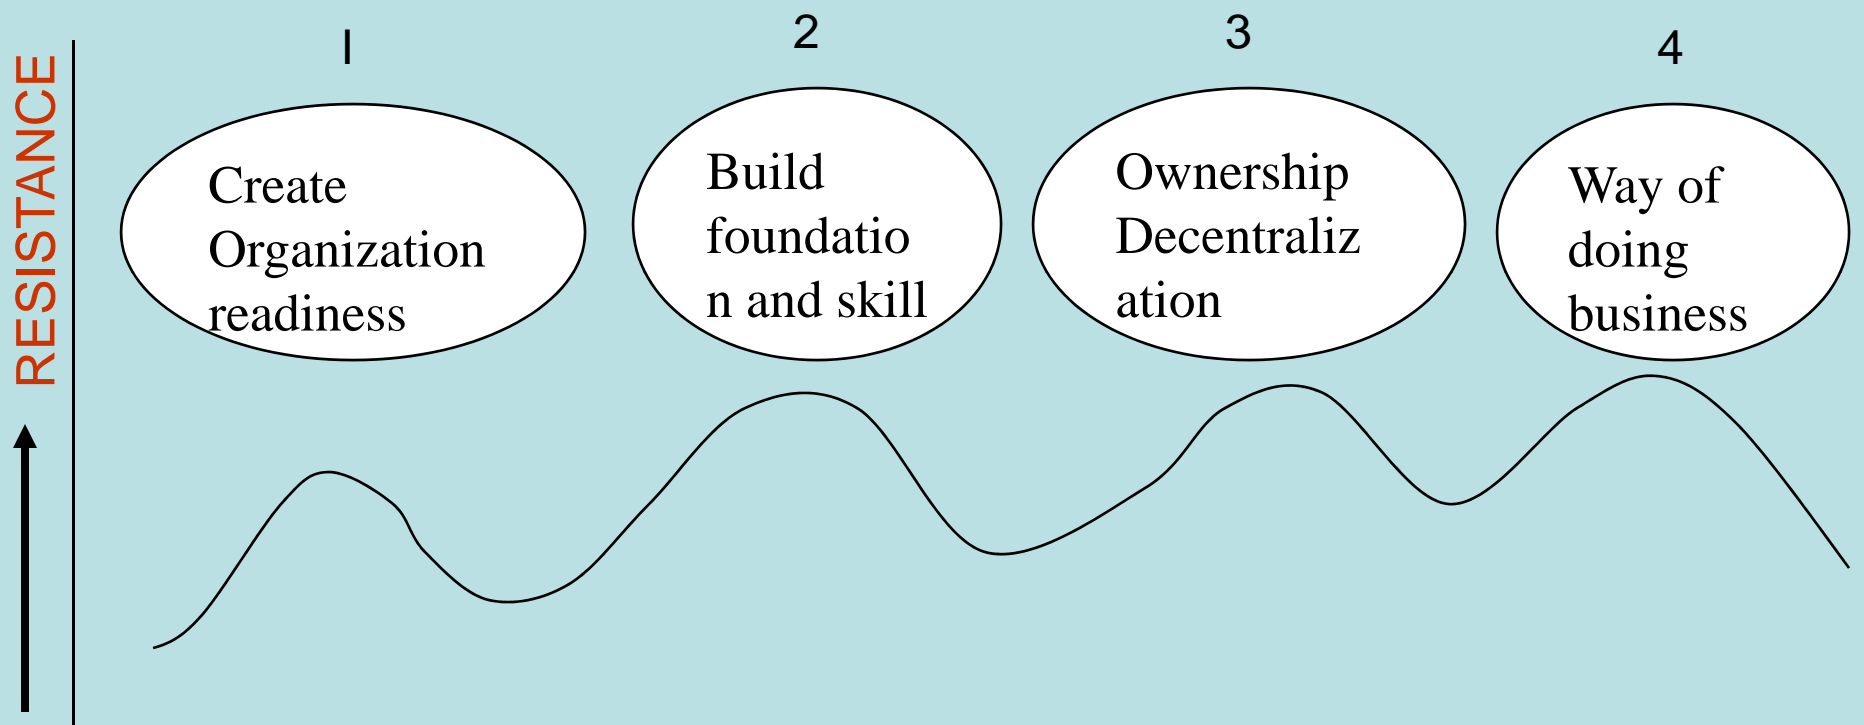 RESISTANCE
I
2
3
4
Create
Organization
readiness
Build
foundatio
n and skill
Ownership
Decentraliz
ation
Way of
doing
business